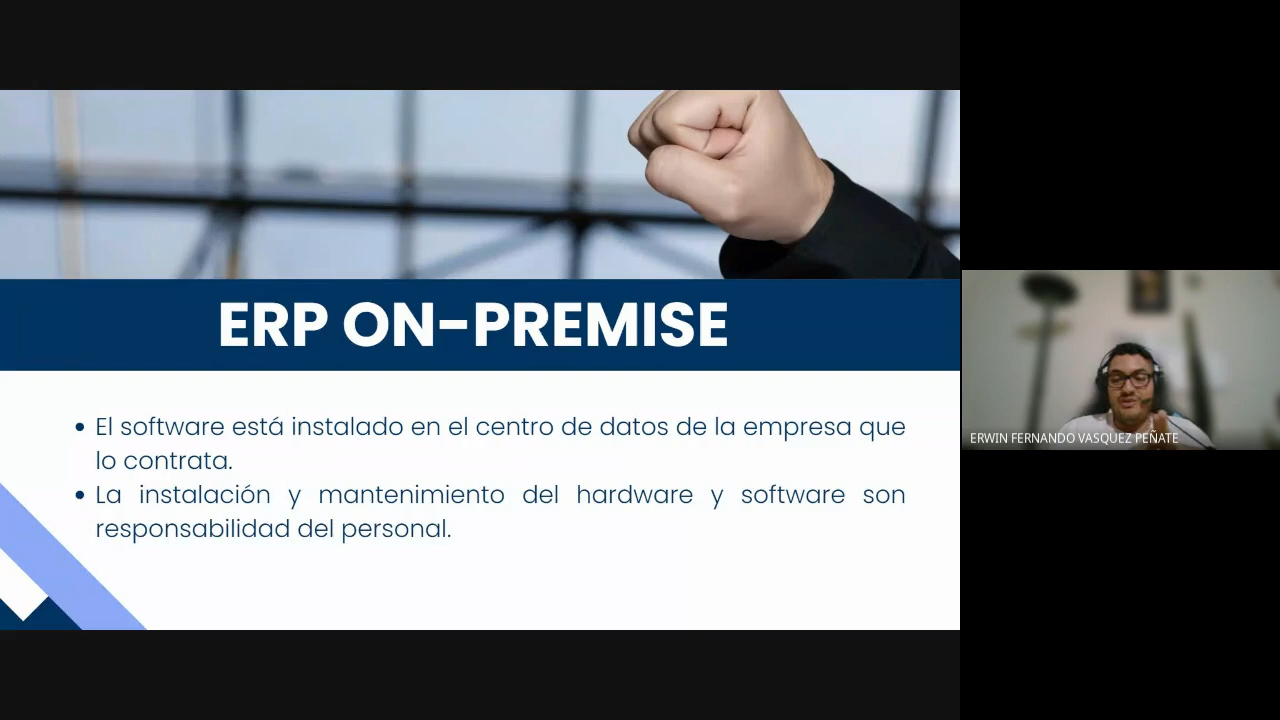 ERP ON-PREMISE
El software está instalado en el centro de datos de la empresa que
lo contrata.
La instalación y mantenimiento del hardware y software son
responsabilidad del personal.
ERWIN FERNANDO VASQUEZ PEÑATE